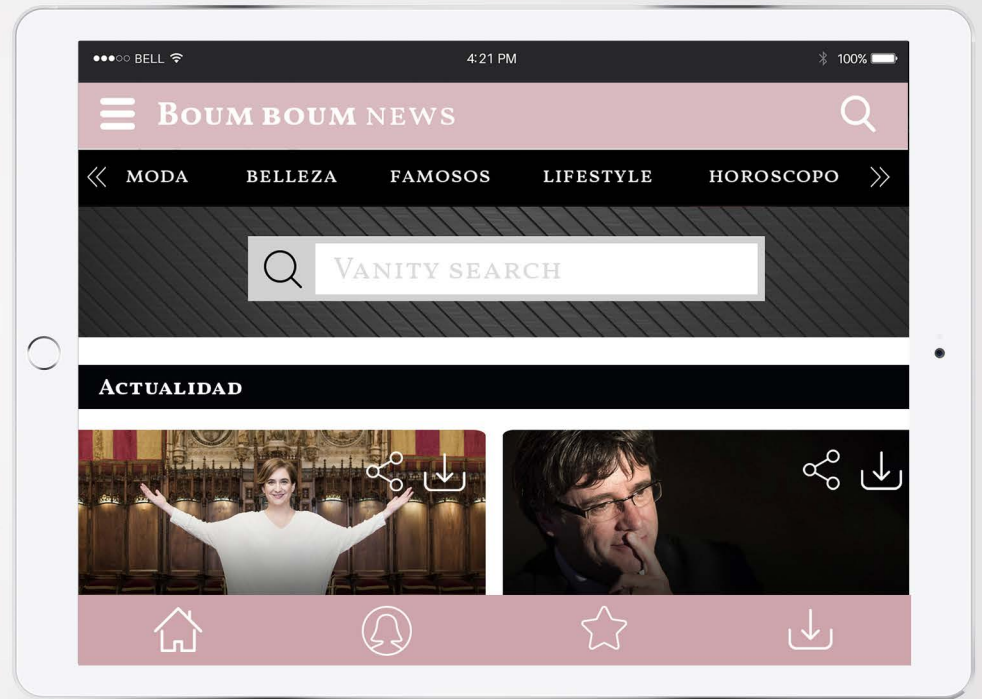 BELL 4:21 PM 100%
BOUM BOUM NEWS
MODA BELLEZA FAMOSOS LIFESTYLE HOROSCOPO
VANITY SEARCH
ACTUALIDAD